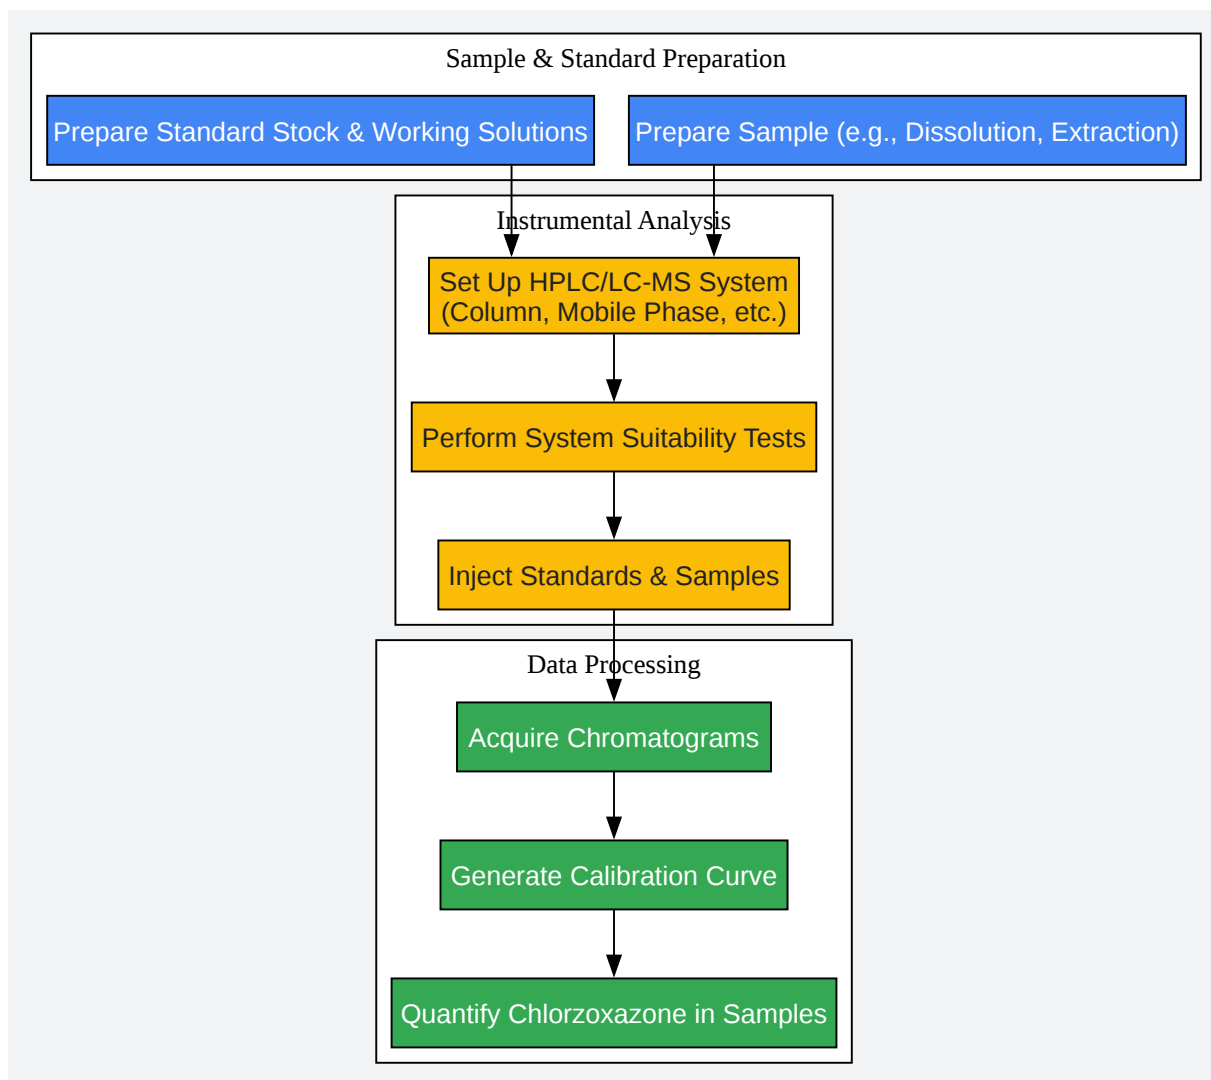 Sample & Standard Preparation
Prepare Standard Stock & Working Solutions
Prepare Sample (e.g., Dissolution, Extraction)
Instrumental Analysis
Set Up HPLC/LC-MS System
(Column, Mobile Phase, etc.)
Perform System Suitability Tests
Inject Standards & Samples
Data Processing
Acquire Chromatograms
Generate Calibration Curve
Quantify Chlorzoxazone in Samples